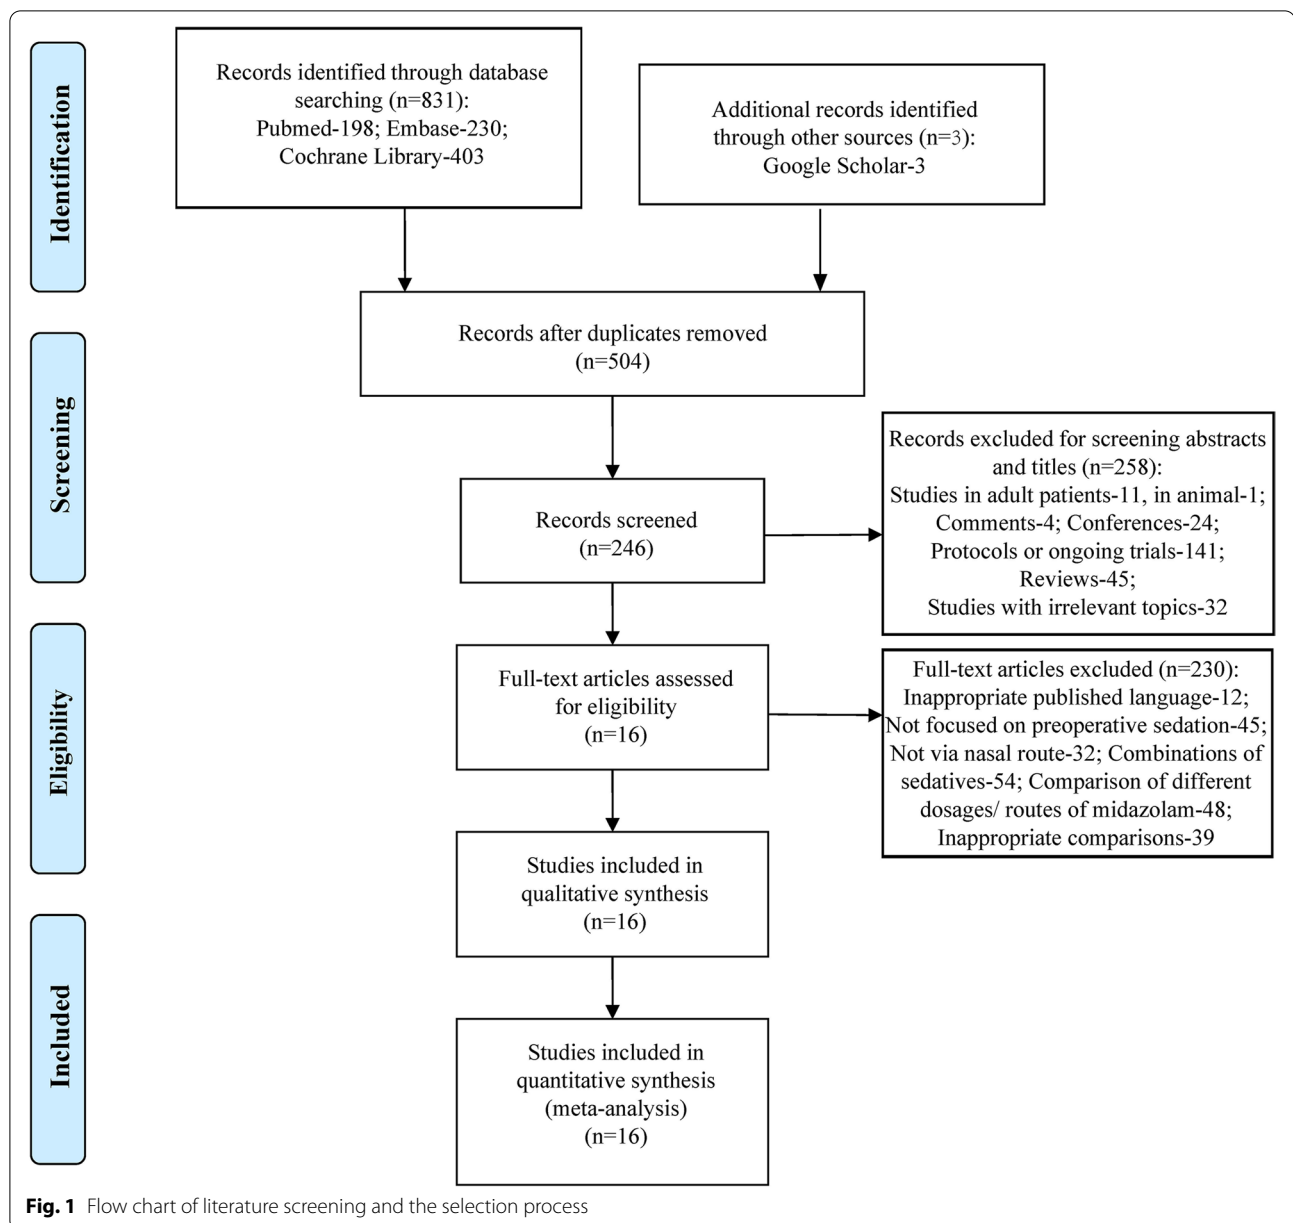 Identification
Records identified through database
searching (n=831):
Pubmed-198; Embase-230;
Cochrane Library-403
Additional records identified
through other sources (n=3):
Google Scholar-3
Records after duplicates removed
(n=504)
Screening
Records screened
(n=246)
Records excluded for screening abstracts
and titles (n=258):
Studies in adult patients-11, in animal-1;
Comments-4; Conferences-24;
Protocols or ongoing trials-141;
Reviews-45;
Studies with irrelevant topics-32
Eligibility
Full-text articles assessed
for eligibility
(n=16)
Full-text articles excluded (n=230):
Inappropriate published language-12;
Not focused on preoperative sedation-45;
Not via nasal route-32; Combinations of
sedatives-54; Comparison of different
dosages/ routes of midazolam-48;
Inappropriate comparisons-39
Studies included in
qualitative synthesis
(n=16)
Included
Studies included in
quantitative synthesis
(meta-analysis)
(n=16)
Fig. 1 Flow chart of literature screening and the selection process